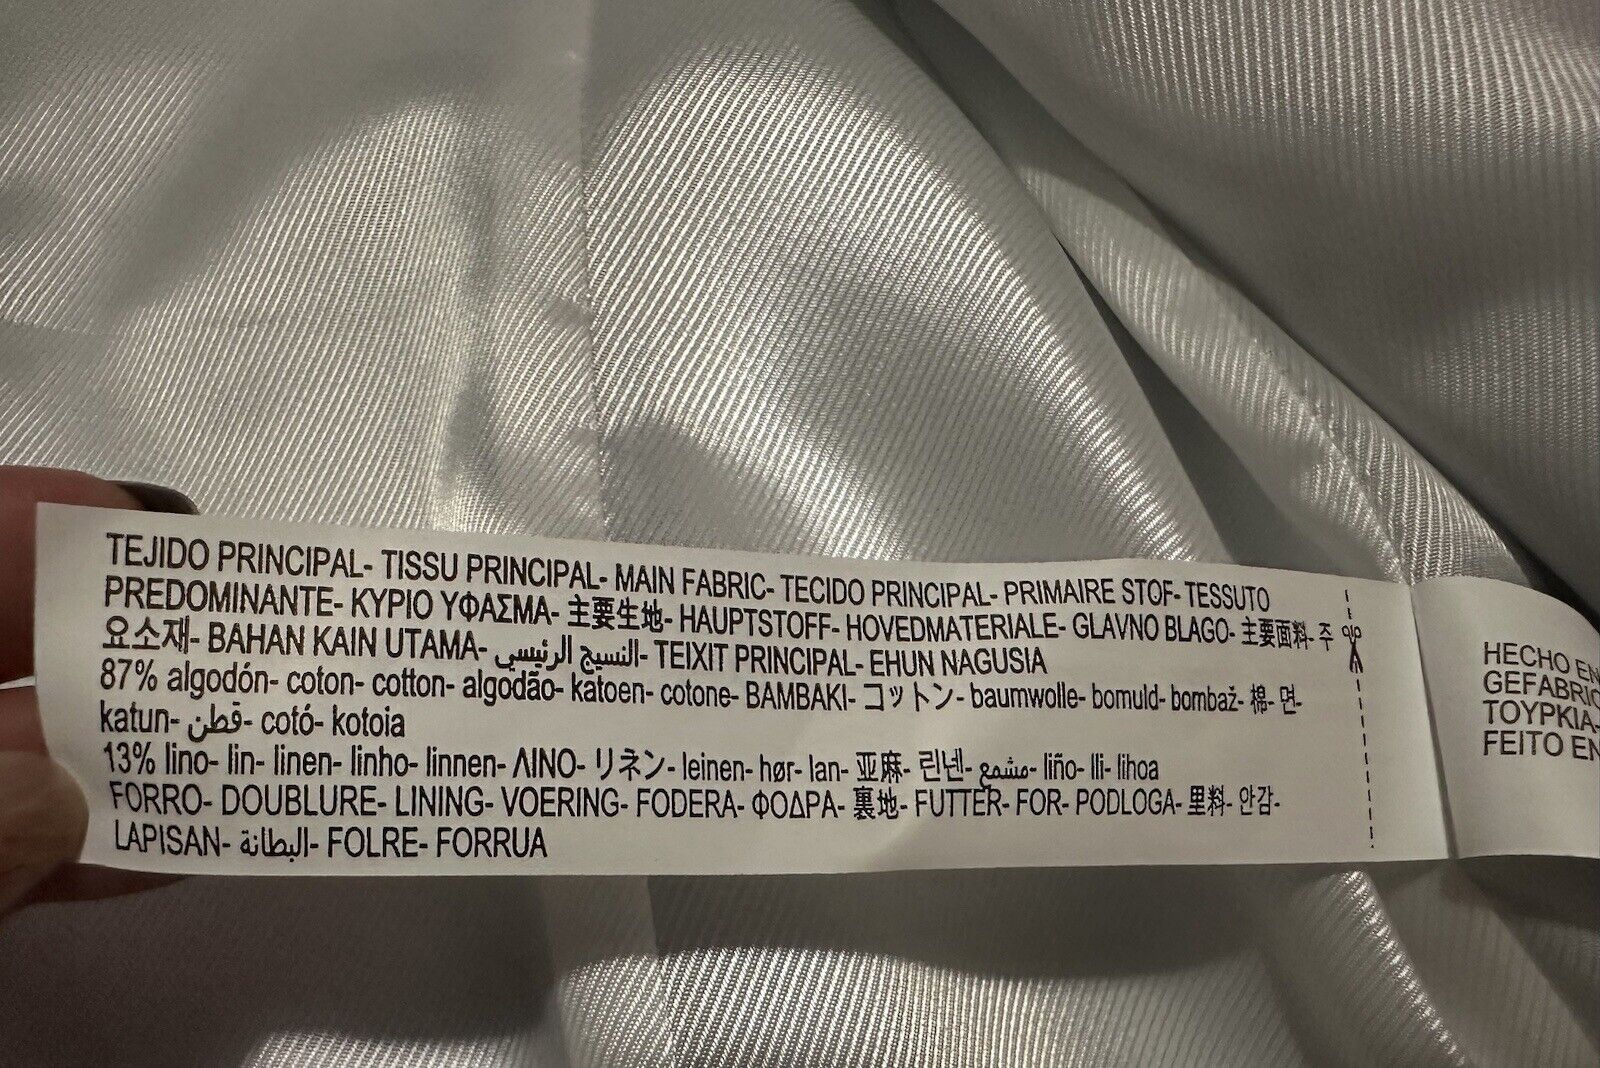 TEJIDO PRINCIPAL- TISSU PRINCIPAL- MAIN FABRIC- TECIDO PRINCIPAL- PRIMAIRE STOF- TESSUTO
PREDOMINANTE- ΚΥΡΙΟ ΥΦΑΣΜΑ- 主要生地- HAUPTSTOFF- HOVEDMATERIALE- GLAVNO BLAGO- 主要面料- 주
요소재- BAHAN KAIN UTAMA- النسيج الرئيسي- TEIXIT PRINCIPAL- EHUN NAGUSIA
87% algodón- coton- cotton- algodão- katoen- cotone- BAMBAKI- コットン- baumwolle- bomuld- bombaž- 棉- 면-
katun- قطن- cotó- kotoia
13% lino- lin- linen- linho- linnen- ΛΙΝΟ- リネン- leinen- hør- lan- 亚麻- 린넨- مشمع- liño- lli- lihoa
FORRO- DOUBLURE- LINING- VOERING- FODERA- ΦΟΔΡΑ- 裏地- FUTTER- FOR- PODLOGA- 里料- 안감-
LAPISAN- البطانة- FOLRE- FORRUA
HECHO EN
GEFABRIC
ΤΟΥΡΚΙΑ-
FEITO EN